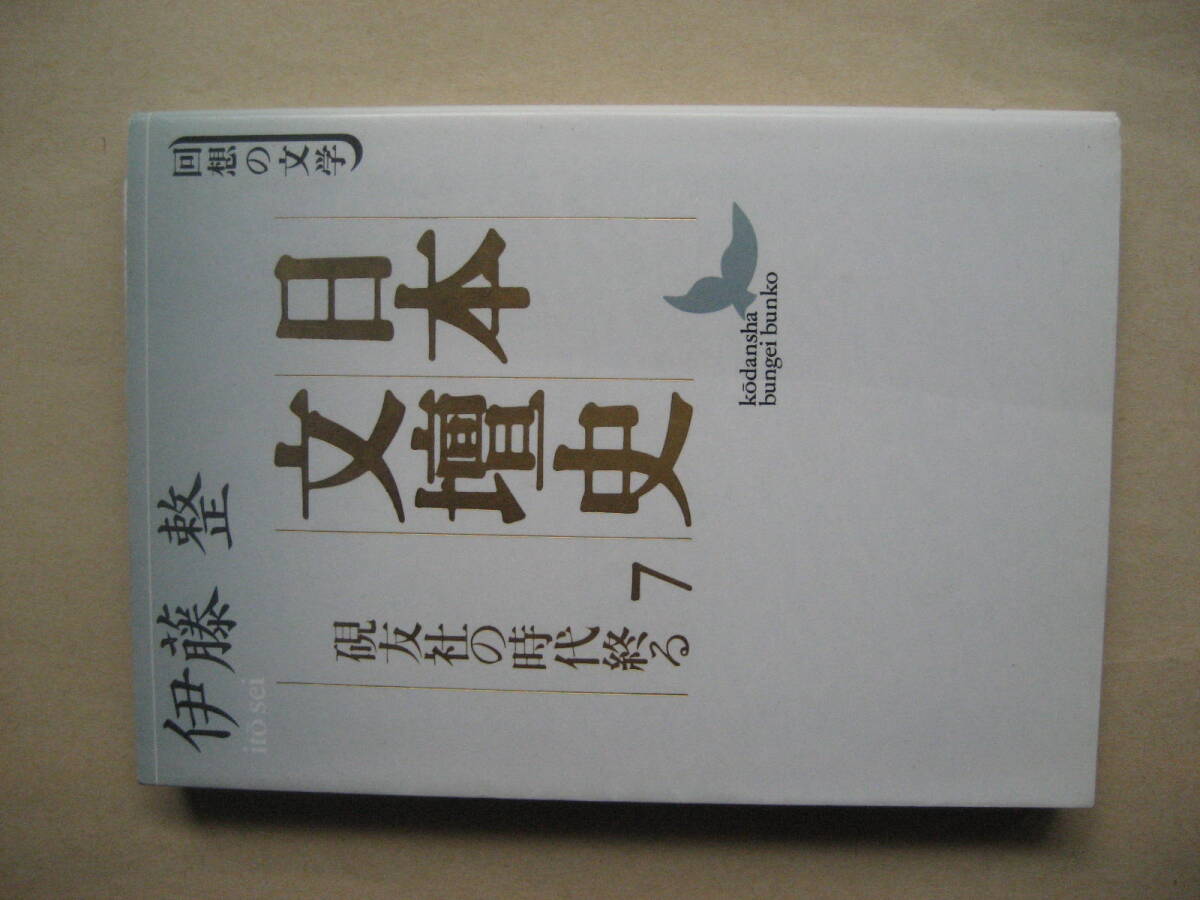 回想の文学
伊藤 整
itō sei
日本
文壇史
7
硯友社の時代終る
kōdansha
bungei bunko